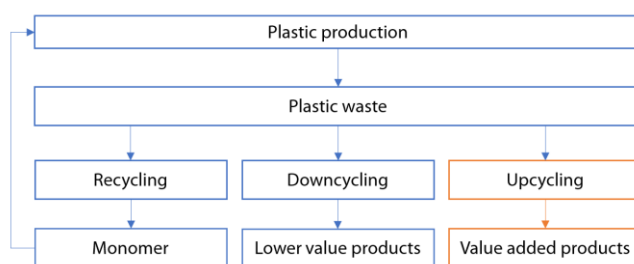 Plastic production
Plastic waste
Recycling
Downcycling
Upcycling
Monomer
Lower value products
Value added products